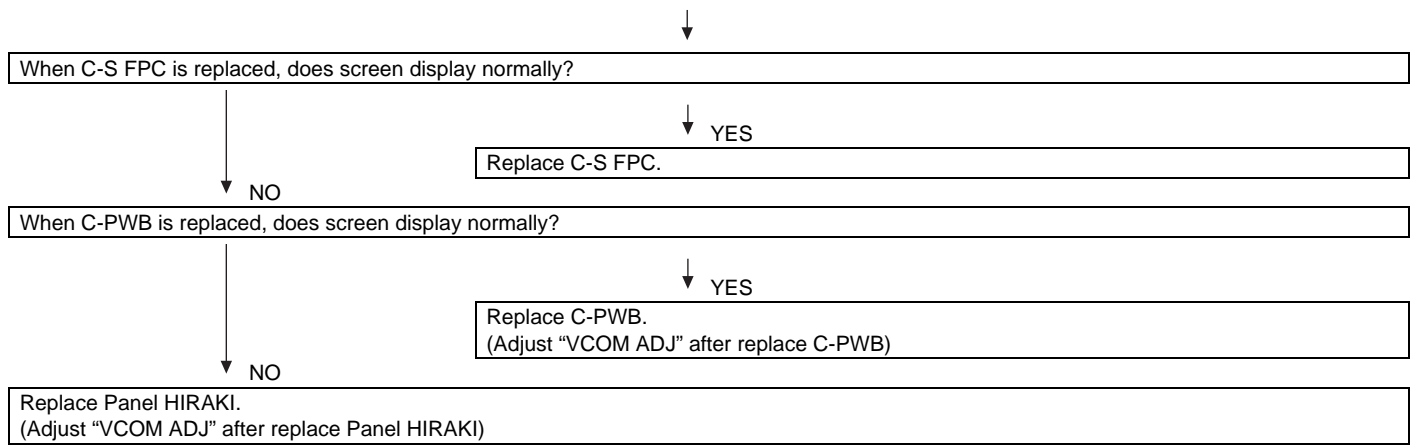 When C-S FPC is replaced, does screen display normally?
YES
Replace C-S FPC.
NO
When C-PWB is replaced, does screen display normally?
YES
Replace C-PWB.
(Adjust “VCOM ADJ” after replace C-PWB)
NO
Replace Panel HIRAKI.
(Adjust “VCOM ADJ” after replace Panel HIRAKI)